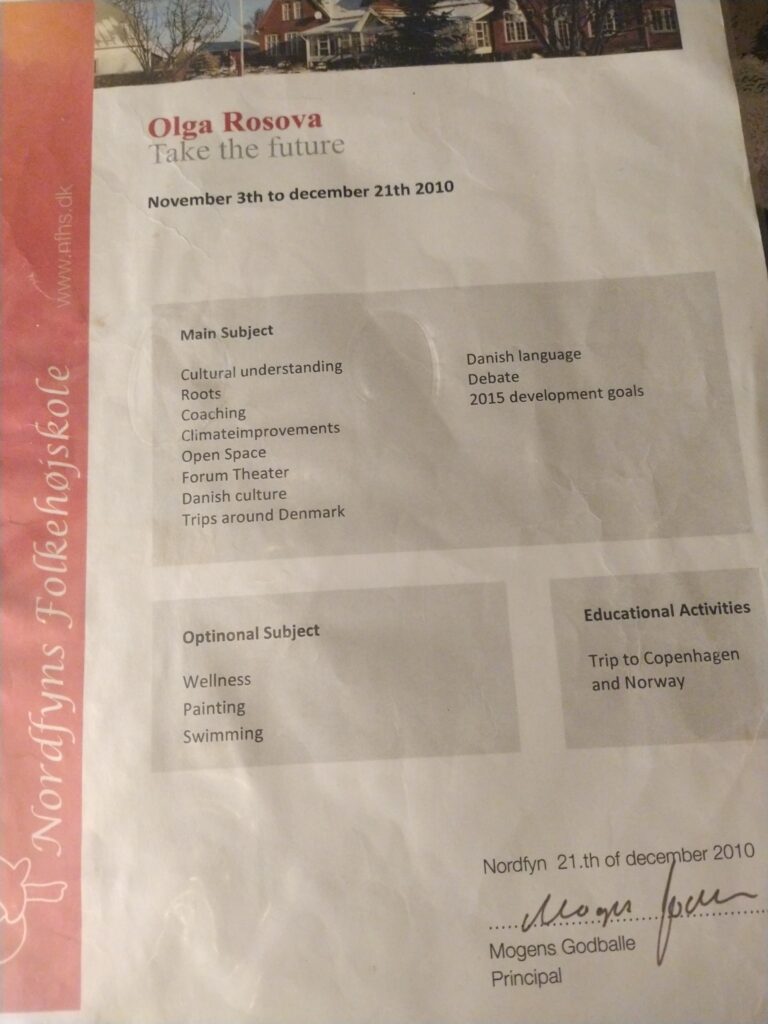 Olga Rosova
Take the future
November 3th to december 21th 2010
Main Subject
Cultural understanding
Roots
Coaching
Climateimprovements
Open Space
Forum Theater
Danish culture
Trips around Denmark
Danish language
Debate
2015 development goals
Optinonal Subject
Wellness
Painting
Swimming
Educational Activities
Trip to Copenhagen
and Norway
Nordfyn 21.th of december 2010
Mogens Godballe
Principal
Nordfyns Folkehøjskole
www.nfhs.dk